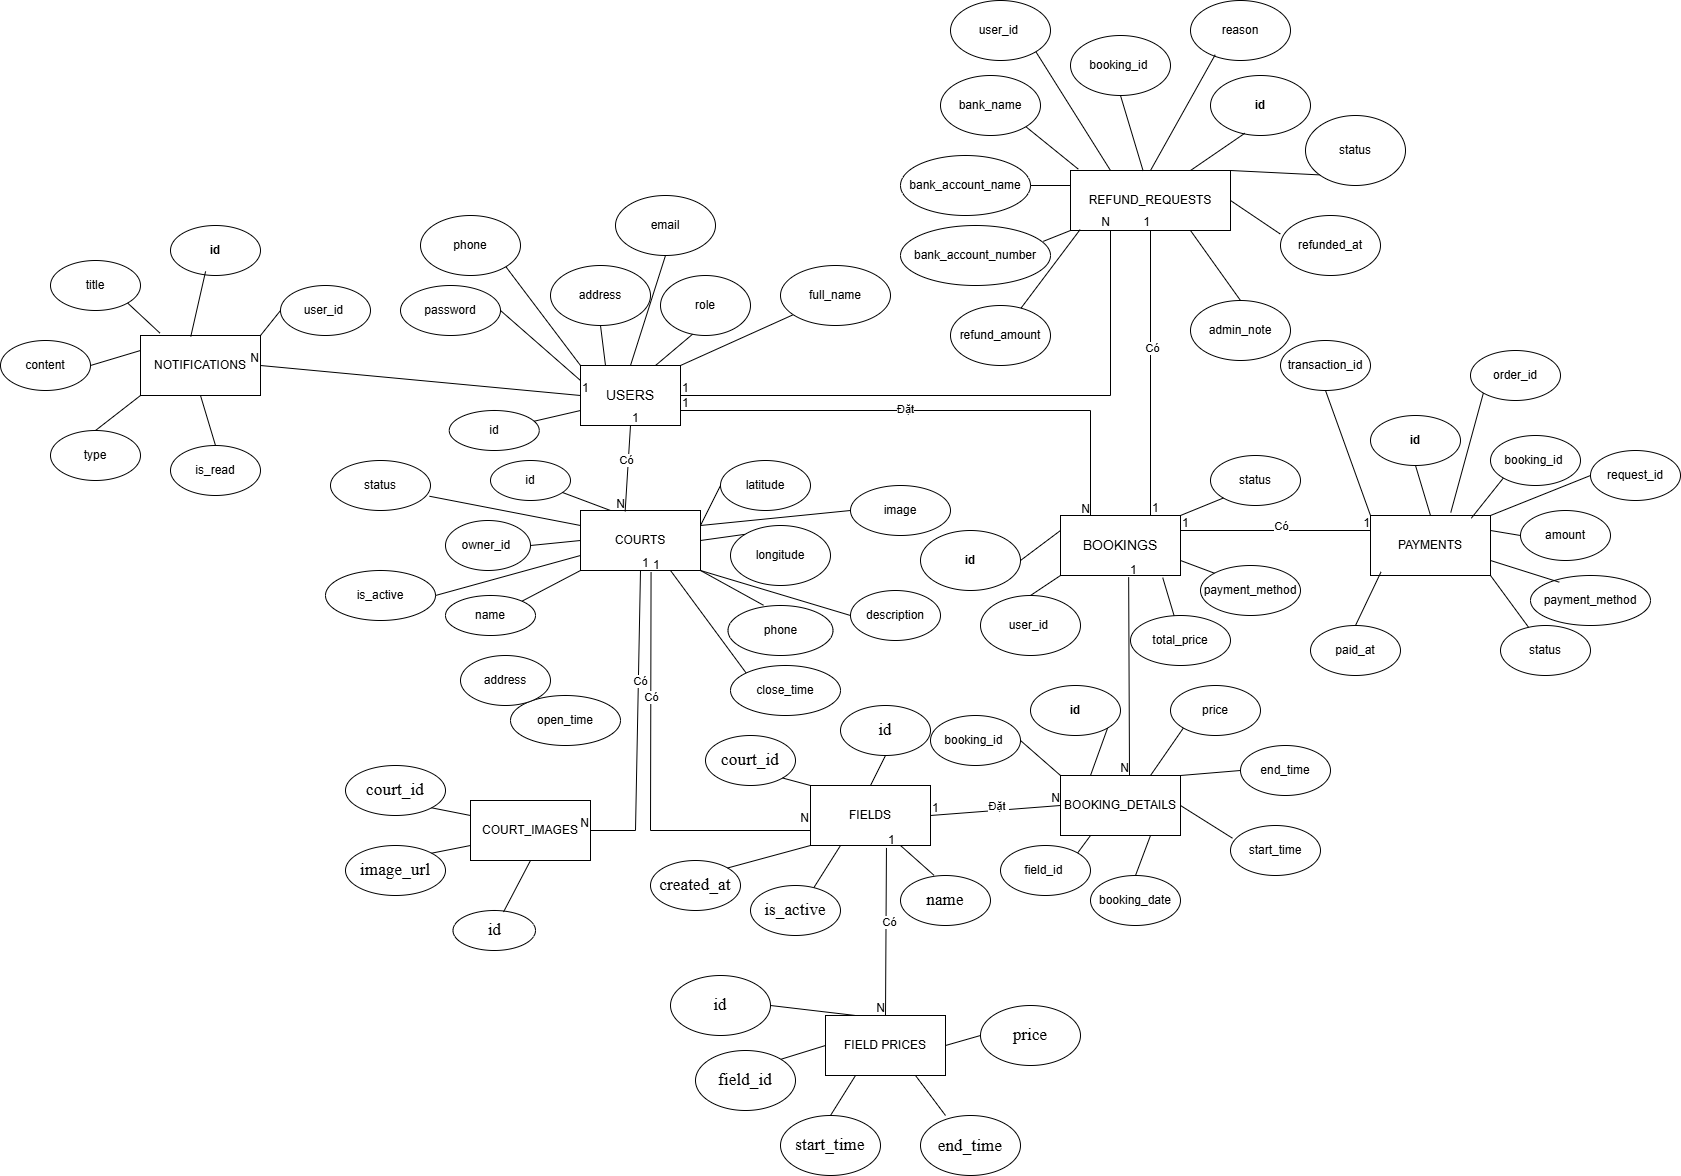 user_id
reason
booking_id
bank_name
id
status
bank_account_name
REFUND_REQUESTS
N
1
bank_account_number
refunded_at
refund_amount
admin_note
email
phone
id
title
user_id
address
role
full_name
password
content
NOTIFICATIONS
N
type
is_read
1
USERS
1
1
1
id
Đặt
Có
Có
transaction_id
order_id
id
booking_id
request_id
status
id
latitude
image
N
COURTS
owner_id
longitude
is_active
name
1
1
phone
description
address
open_time
close_time
Có
Có
status
N
1
1
Có
1
BOOKINGS
id
1
user_id
total_price
payment_method
PAYMENTS
amount
payment_method
paid_at
status
id
price
booking_id
end_time
N
N
BOOKING_DETAILS
start_time
field_id
booking_date
Đặt
id
court_id
N
FIELDS
1
1
created_at
is_active
name
court_id
COURT_IMAGES
N
image_url
id
Có
N
id
FIELD PRICES
price
field_id
start_time
end_time